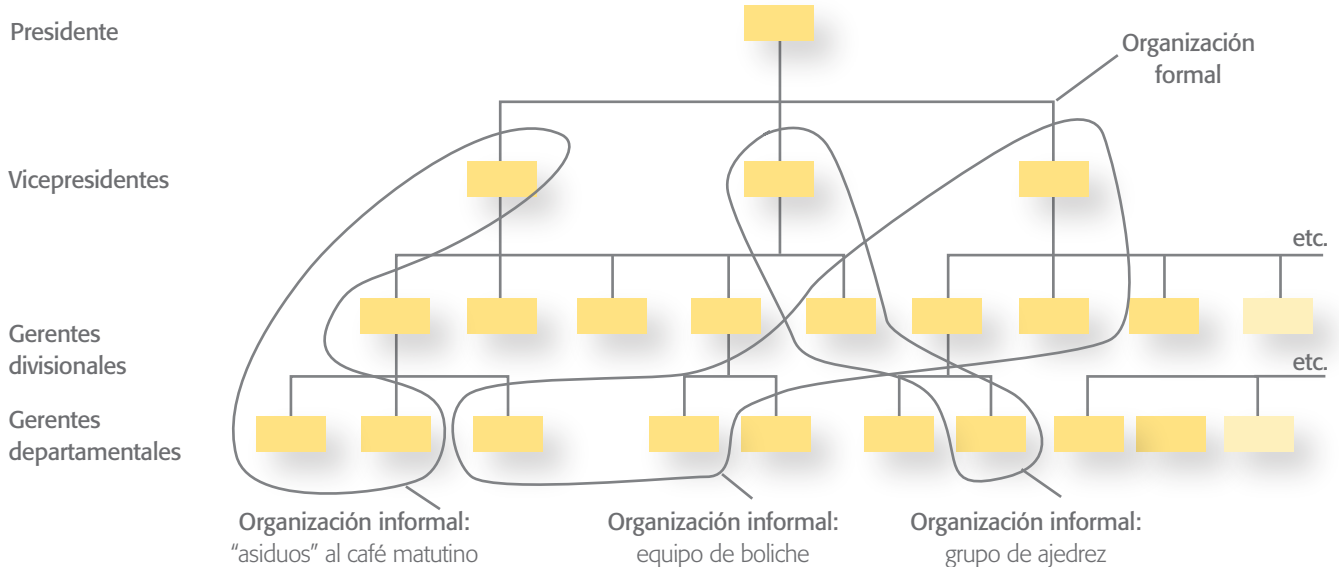 Presidente
Organización
formal
Vicepresidentes
etc.
Gerentes
divisionales
etc.
Gerentes
departamentales
Organización informal:
“asiduos” al café matutino
Organización informal:
equipo de boliche
Organización informal:
grupo de ajedrez